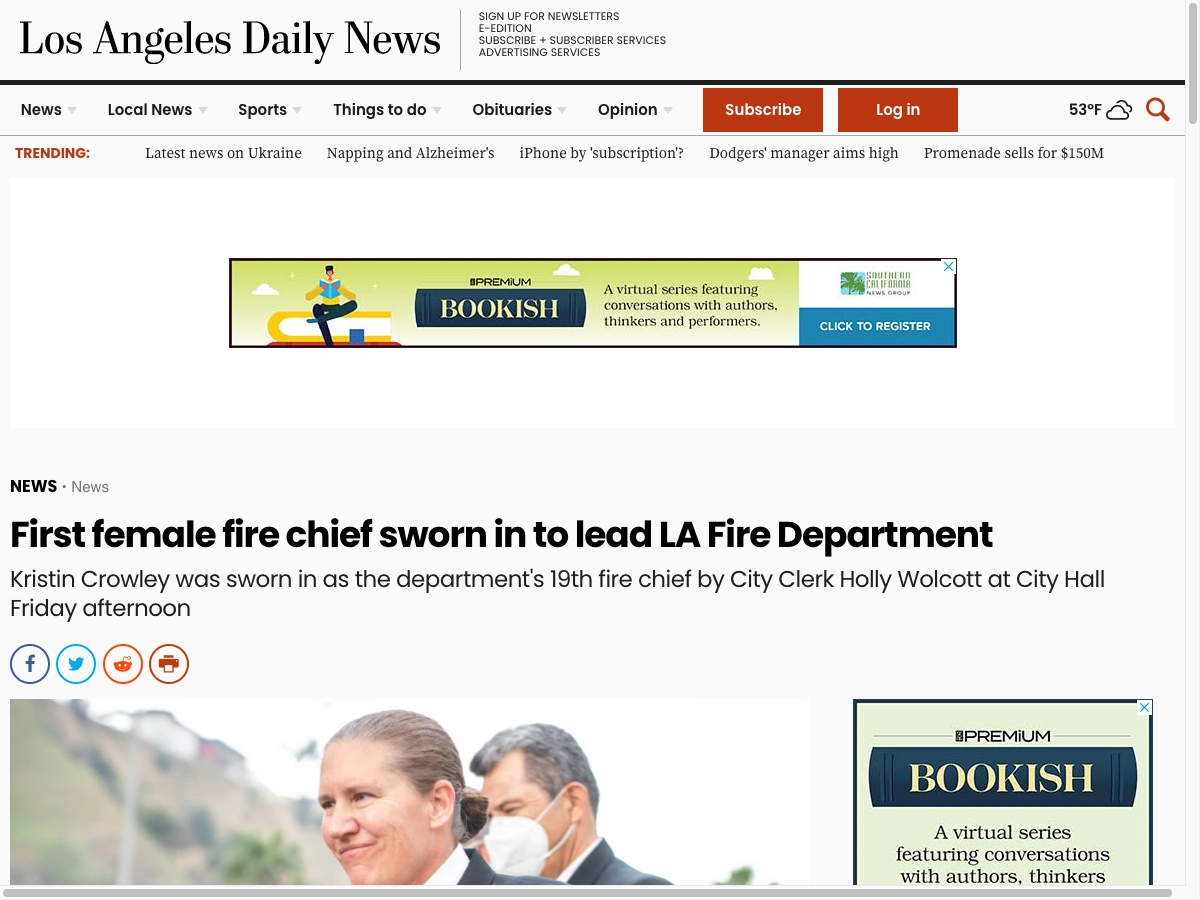 Los Angeles Daily News
SIGN UP FOR NEWSLETTERS
E-EDITION
SUBSCRIBE + SUBSCRIBER SERVICES
ADVERTISING SERVICES
News
Local News
Sports
Things to do
Obituaries
Opinion
Subscribe
Log in
53°F
TRENDING:
Latest news on Ukraine
Napping and Alzheimer's
iPhone by 'subscription'?
Dodgers' manager aims high
Promenade sells for $150M
PREMIUM
BOOKISH
A virtual series featuring
conversations with authors,
thinkers and performers.
SOUTHERN
CALIFORNIA
NEWS GROUP
CLICK TO REGISTER
NEWS • News
First female fire chief sworn in to lead LA Fire Department
Kristin Crowley was sworn in as the department's 19th fire chief by City Clerk Holly Wolcott at City Hall
Friday afternoon
PREMIUM
BOOKISH
A virtual series
featuring conversations
with authors, thinkers